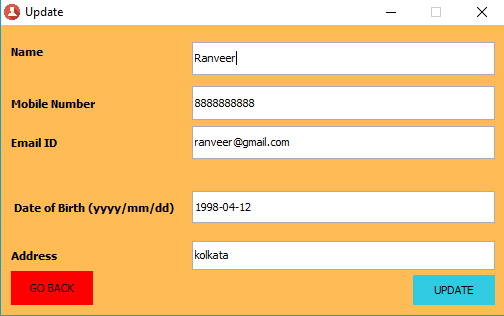 Update
Name
Ranveer
Mobile Number
8888888888
Email ID
ranveer@gmail.com
Date of Birth (yyyy/mm/dd)
1998-04-12
Address
kolkata
GO BACK
UPDATE